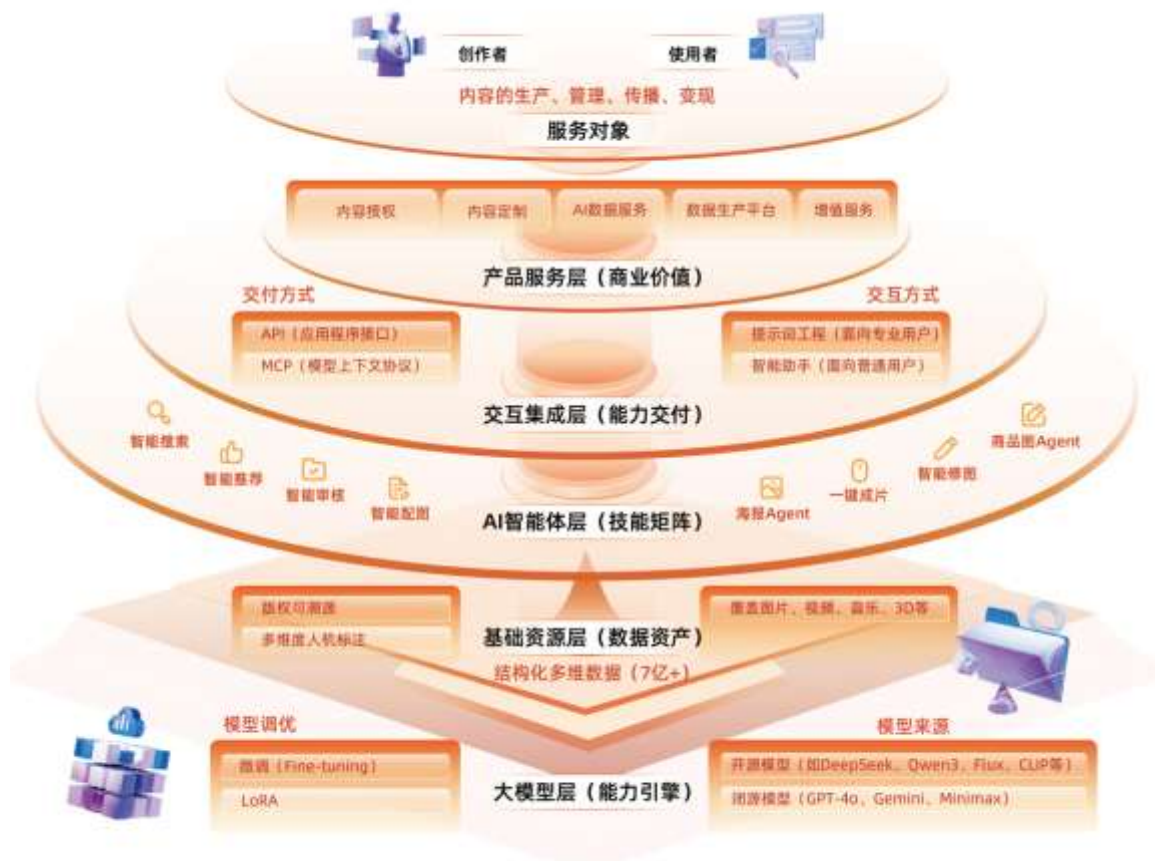 创作者
使用者
内容的生产、管理、传播、变现
服务对象
内容授权
内容定制
AI数据服务
数据生产平台
增值服务
产品服务层（商业价值）
交付方式
API（应用程序接口）
MCP（模型上下文协议）
交互方式
提示词工程（面向专业用户）
智能助手（面向普通用户）
交互集成层（能力交付）
智能搜索
智能推荐
智能审核
智能配图
海报Agent
一键成片
智能修图
商品图Agent
AI智能体层（技能矩阵）
版权可溯源
多维度人机标注
覆盖图片、视频、音乐、3D等
基础资源层（数据资产）
结构化多维数据（7亿+）
模型调优
微调（Fine-tuning）
LoRA
模型来源
开源模型（如DeepSeek、Qwen3、Flux、CLIP等）
闭源模型（GPT-4o、Gemini、Minimax）
大模型层（能力引擎）